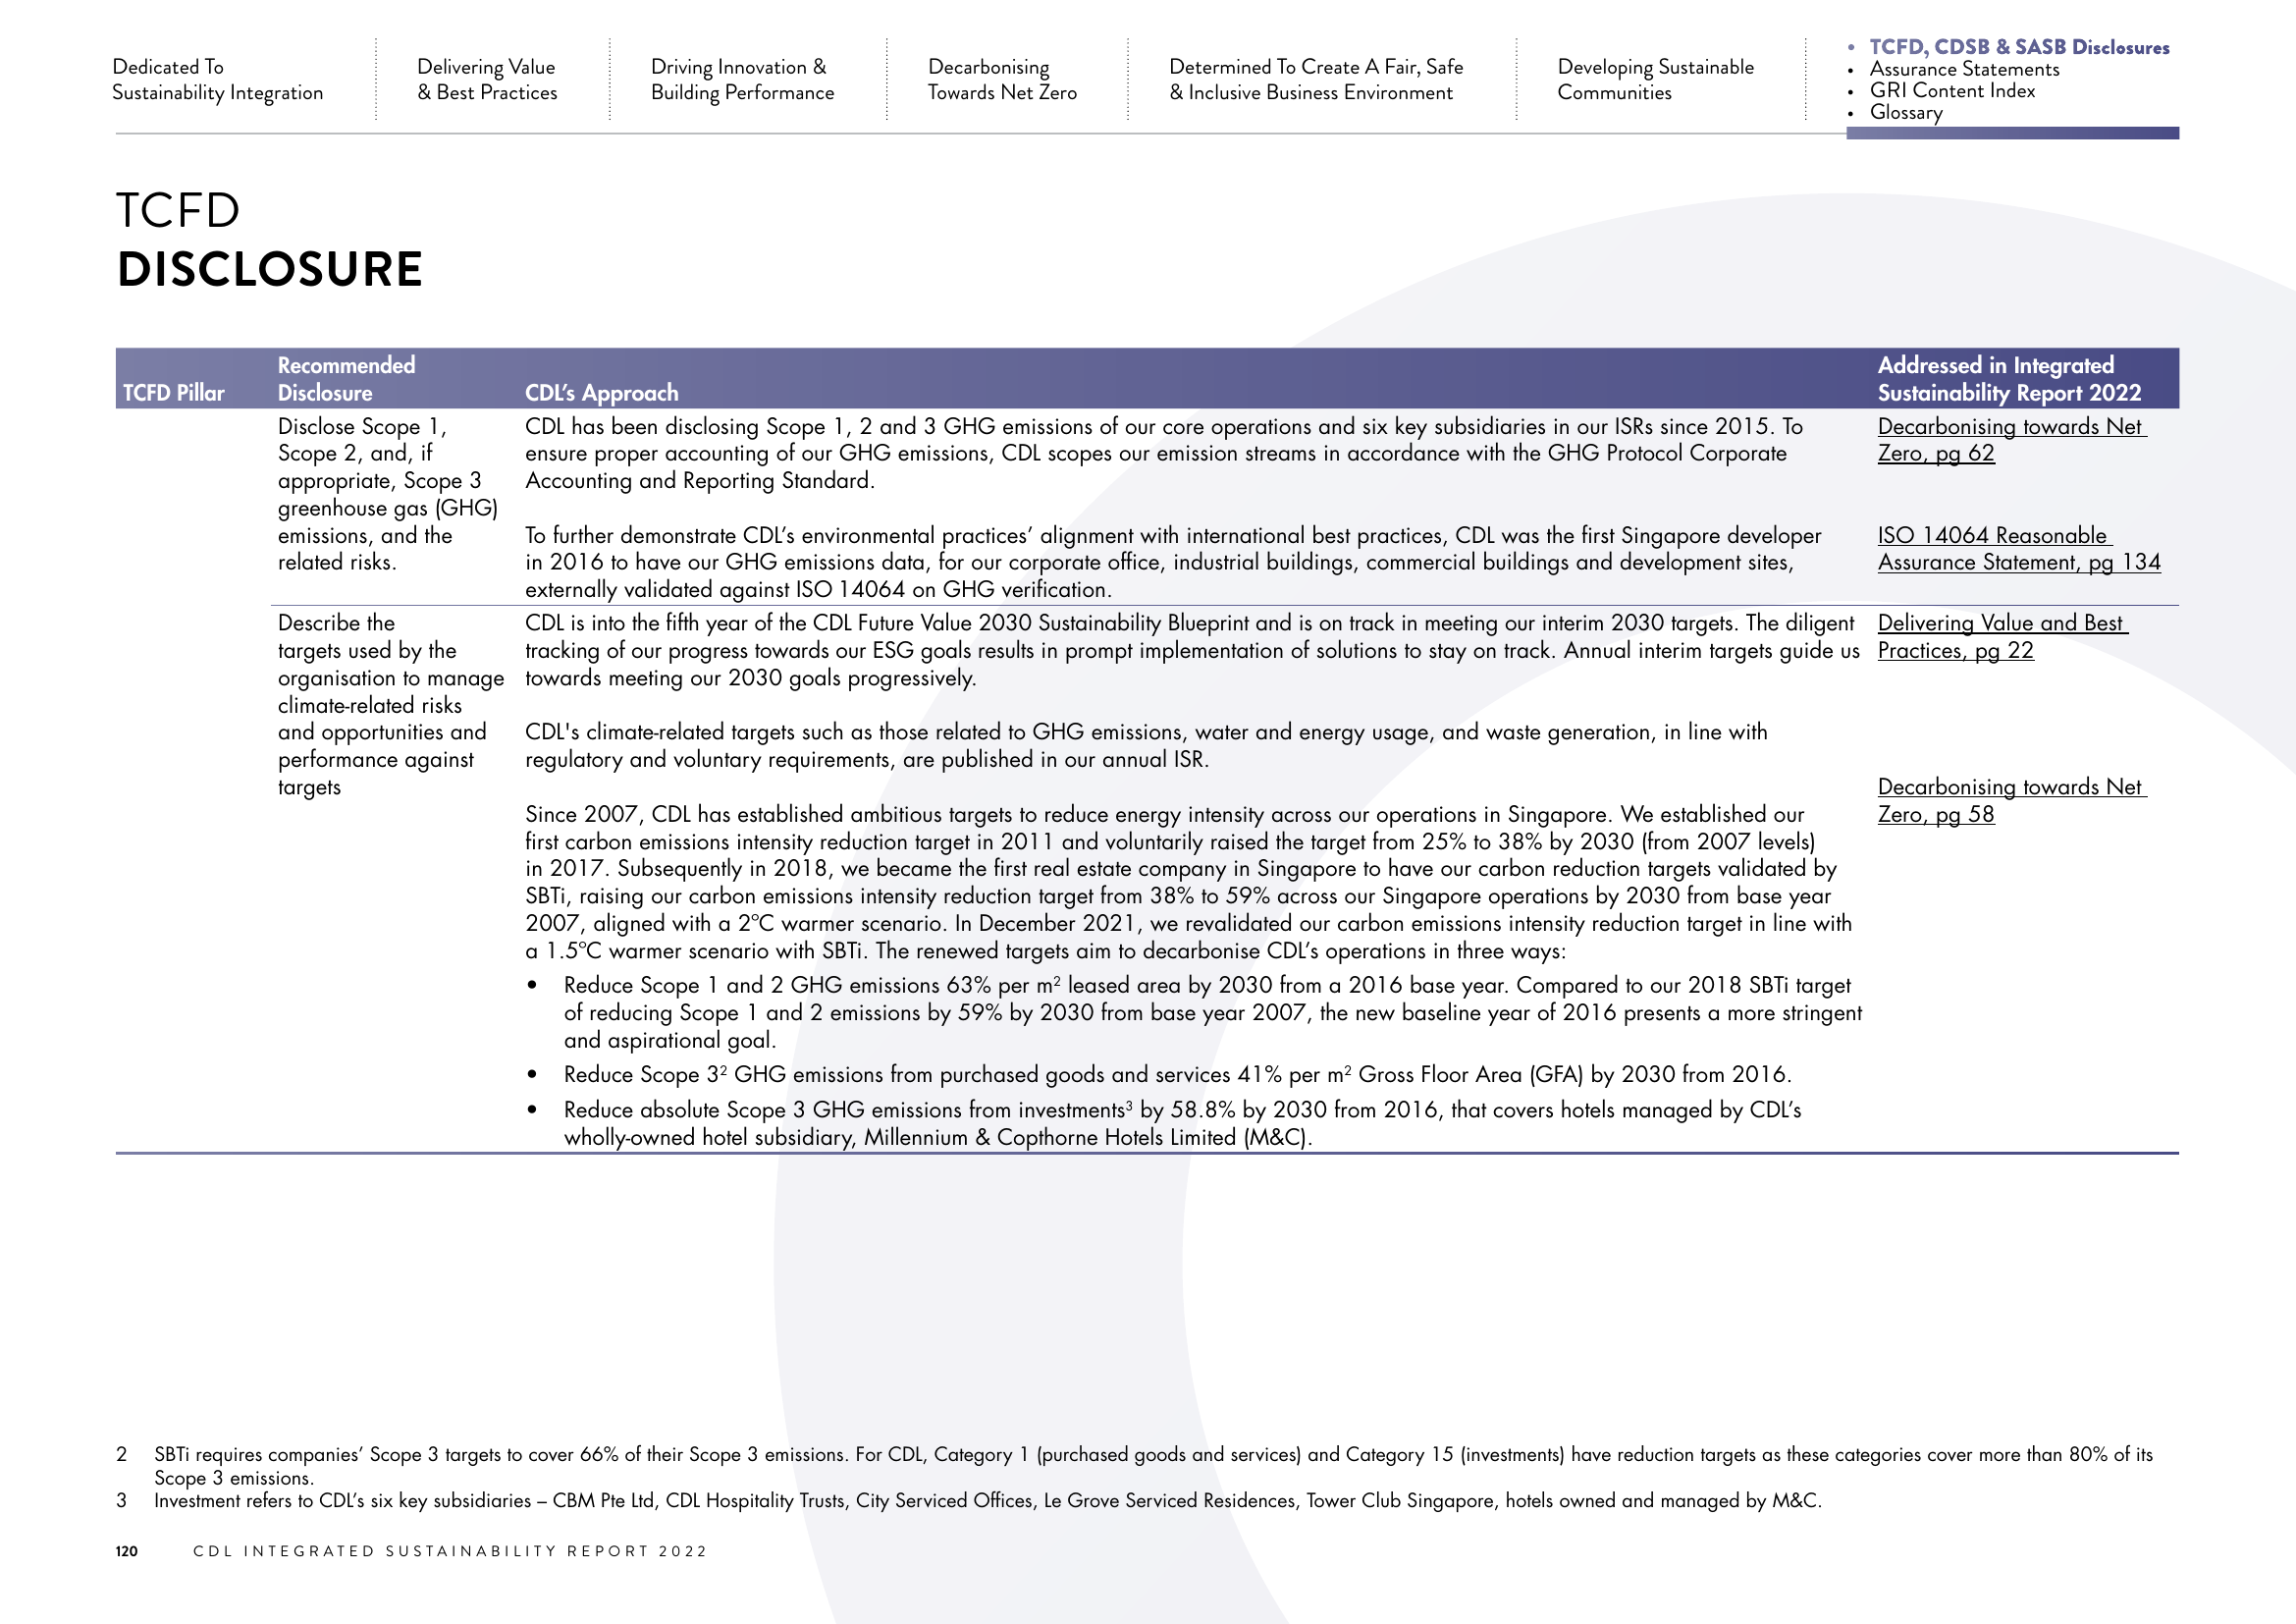 Dedicated To
Sustainability Integration
Delivering Value
& Best Practices
Driving Innovation &
Building Performance
Decarbonising
Towards Net Zero
Determined To Create A Fair, Safe
& Inclusive Business Environment
Developing Sustainable
Communities
• TCFD, CDSB & SASB Disclosures
• Assurance Statements
• GRI Content Index
• Glossary
TCFD
DISCLOSURE
TCFD Pillar
Recommended
Disclosure
CDL’s Approach
Addressed in Integrated
Sustainability Report 2022
Disclose Scope 1,
Scope 2, and, if
appropriate, Scope 3
greenhouse gas (GHG)
emissions, and the
related risks.
CDL has been disclosing Scope 1, 2 and 3 GHG emissions of our core operations and six key subsidiaries in our ISRs since 2015. To
ensure proper accounting of our GHG emissions, CDL scopes our emission streams in accordance with the GHG Protocol Corporate
Accounting and Reporting Standard.
To further demonstrate CDL’s environmental practices’ alignment with international best practices, CDL was the first Singapore developer
in 2016 to have our GHG emissions data, for our corporate office, industrial buildings, commercial buildings and development sites,
externally validated against ISO 14064 on GHG verification.
Decarbonising towards Net
Zero, pg 62
ISO 14064 Reasonable
Assurance Statement, pg 134
Describe the
targets used by the
organisation to manage
climate-related risks
and opportunities and
performance against
targets
CDL is into the fifth year of the CDL Future Value 2030 Sustainability Blueprint and is on track in meeting our interim 2030 targets. The diligent
tracking of our progress towards our ESG goals results in prompt implementation of solutions to stay on track. Annual interim targets guide us
towards meeting our 2030 goals progressively.
CDL's climate-related targets such as those related to GHG emissions, water and energy usage, and waste generation, in line with
regulatory and voluntary requirements, are published in our annual ISR.
Since 2007, CDL has established ambitious targets to reduce energy intensity across our operations in Singapore. We established our
first carbon emissions intensity reduction target in 2011 and voluntarily raised the target from 25% to 38% by 2030 (from 2007 levels)
in 2017. Subsequently in 2018, we became the first real estate company in Singapore to have our carbon reduction targets validated by
SBTi, raising our carbon emissions intensity reduction target from 38% to 59% across our Singapore operations by 2030 from base year
2007, aligned with a 2ºC warmer scenario. In December 2021, we revalidated our carbon emissions intensity reduction target in line with
a 1.5ºC warmer scenario with SBTi. The renewed targets aim to decarbonise CDL’s operations in three ways:
• Reduce Scope 1 and 2 GHG emissions 63% per m² leased area by 2030 from a 2016 base year. Compared to our 2018 SBTi target
of reducing Scope 1 and 2 emissions by 59% by 2030 from base year 2007, the new baseline year of 2016 presents a more stringent
and aspirational goal.
• Reduce Scope 3² GHG emissions from purchased goods and services 41% per m² Gross Floor Area (GFA) by 2030 from 2016.
• Reduce absolute Scope 3 GHG emissions from investments³ by 58.8% by 2030 from 2016, that covers hotels managed by CDL’s
wholly-owned hotel subsidiary, Millennium & Copthorne Hotels Limited (M&C).
Delivering Value and Best
Practices, pg 22
Decarbonising towards Net
Zero, pg 58
2 SBTi requires companies’ Scope 3 targets to cover 66% of their Scope 3 emissions. For CDL, Category 1 (purchased goods and services) and Category 15 (investments) have reduction targets as these categories cover more than 80% of its
Scope 3 emissions.
3 Investment refers to CDL’s six key subsidiaries – CBM Pte Ltd, CDL Hospitality Trusts, City Serviced Offices, Le Grove Serviced Residences, Tower Club Singapore, hotels owned and managed by M&C.
120 CDL INTEGRATED SUSTAINABILITY REPORT 2022